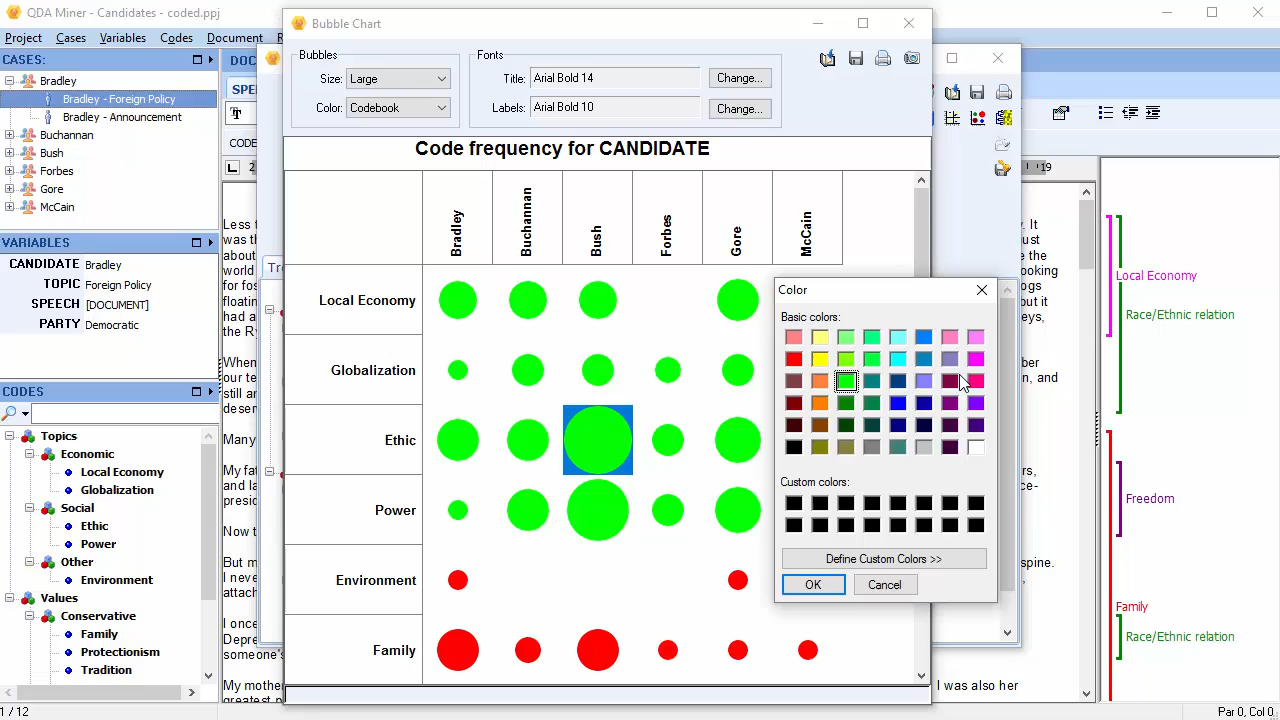 QDA Miner - Candidates - coded.ppj
Project Cases Variables Codes Document
CASES:
Bradley
Bradley - Foreign Policy
Bradley - Announcement
Buchannan
Bush
Forbes
Gore
McCain
VARIABLES
CANDIDATE Bradley
TOPIC Foreign Policy
SPEECH [DOCUMENT]
PARTY Democratic
CODES
Topics
Economic
Local Economy
Globalization
Social
Ethic
Power
Other
Environment
Values
Conservative
Family
Protectionism
Tradition
1 / 12
Bubble Chart
Bubbles
Size: Large
Color: Codebook
Fonts
Title: Arial Bold 14 Change...
Labels: Arial Bold 10 Change...
Code frequency for CANDIDATE
Bradley
Buchannan
Bush
Forbes
Gore
McCain
Local Economy
Globalization
Ethic
Power
Environment
Family
Color
Basic colors:
Custom colors:
Define Custom Colors >>
OK Cancel
19
Local Economy
Race/Ethnic relation
Freedom
Family
Race/Ethnic relation
I was also her
Par 0, Col 0